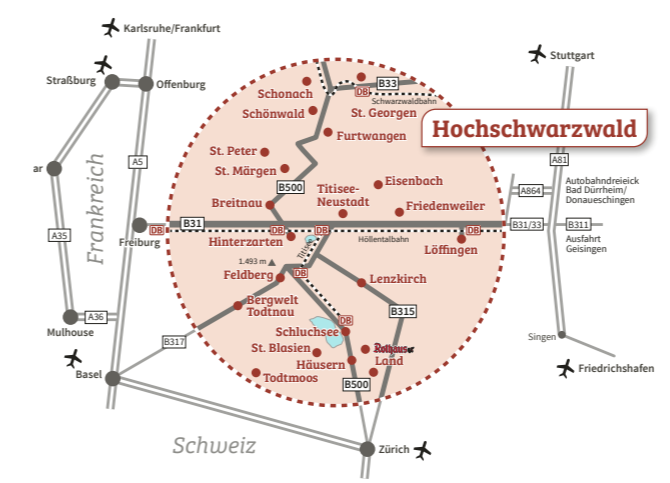 Karlsruhe/Frankfurt
Stuttgart
Straßburg
Offenburg
Schonach
DB
B33
Schwarzwaldbahn
Schönwald
St. Georgen
Hochschwarzwald
Furtwangen
ar
A5
St. Peter
St. Märgen
A81
Frankreich
B500
Eisenbach
A864
Autobahndreieick
Bad Dürrheim/
Donaueschingen
Titisee-
Neustadt
Breitnau
Friedenweiler
A35
Freiburg
DB
B31
DB
DB
DB
B31/33
B311
Hinterzarten
Höllentalbahn
Löffingen
Ausfahrt
Geisingen
Titisee
1.493 m
Feldberg
DB
Lenzkirch
Bergwelt
Todtnau
A36
Mulhouse
B317
DB
B315
Schluchsee
Singen
St. Blasien
Häusern
Land
Basel
Todtmoos
B500
Friedrichshafen
Schweiz
Zürich